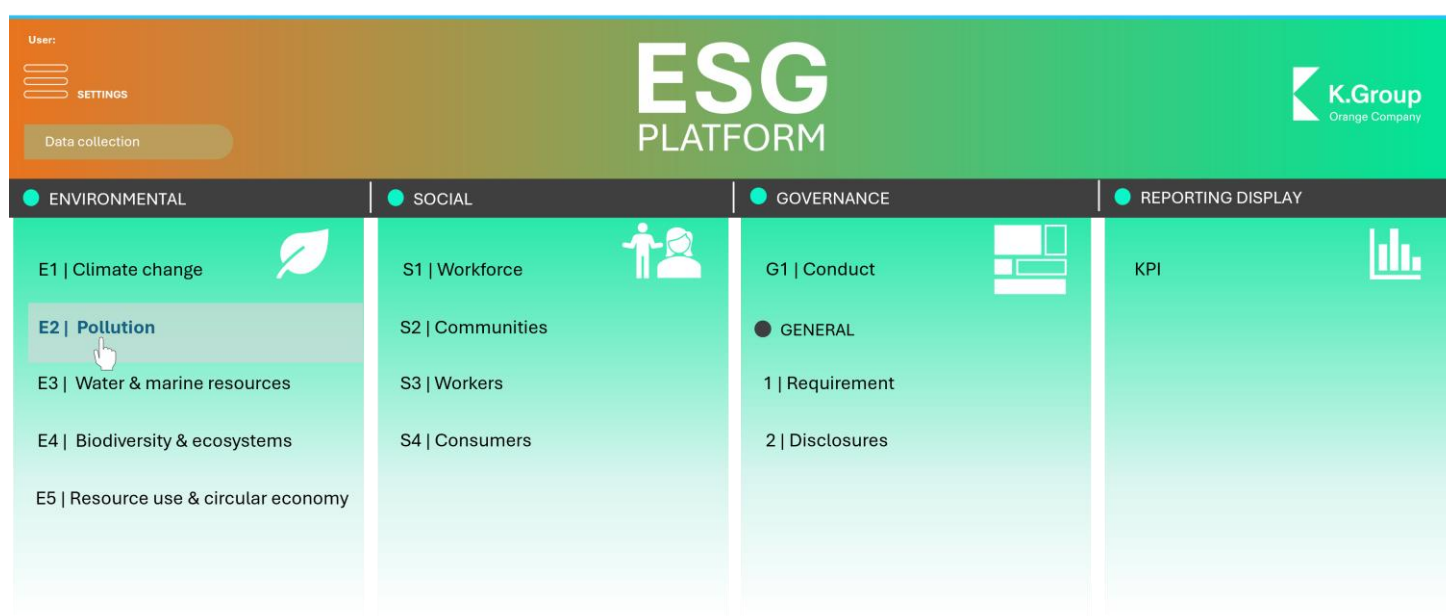 User:
SETTINGS
Data collection
ESG
PLATFORM
K.Group
Orange Company
ENVIRONMENTAL
SOCIAL
GOVERNANCE
REPORTING DISPLAY
E1 | Climate change
E2 | Pollution
E3 | Water & marine resources
E4 | Biodiversity & ecosystems
E5 | Resource use & circular economy
S1 | Workforce
S2 | Communities
S3 | Workers
S4 | Consumers
G1 | Conduct
GENERAL
1 | Requirement
2 | Disclosures
KPI